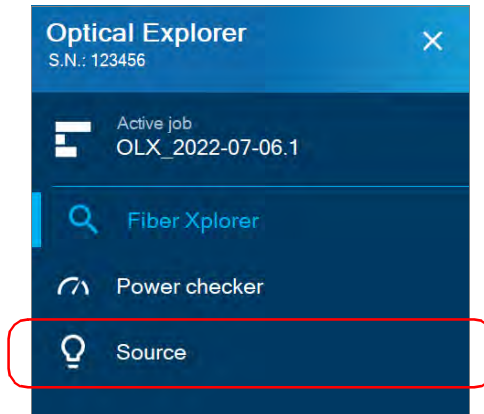 Optical Explorer
S.N.: 123456
Active job
OLX_2022-07-06.1
Fiber Xplorer
Power checker
Source